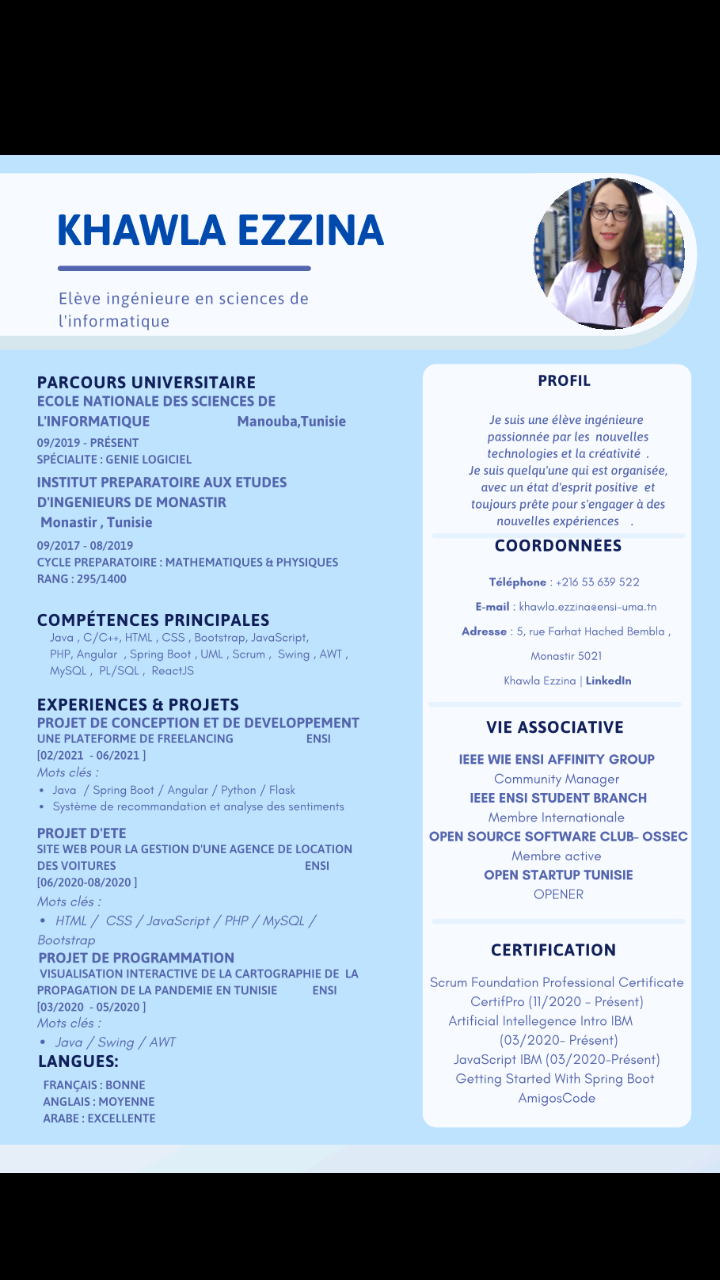 KHAWLA EZZINA
Elève ingénieure en sciences de
l'informatique
PARCOURS UNIVERSITAIRE
ECOLE NATIONALE DES SCIENCES DE
L'INFORMATIQUE Manouba,Tunisie
09/2019 - PRÉSENT
SPÉCIALITE : GENIE LOGICIEL
INSTITUT PREPARATOIRE AUX ETUDES
D'INGENIEURS DE MONASTIR
Monastir , Tunisie
09/2017 - 08/2019
CYCLE PREPARATOIRE : MATHEMATIQUES & PHYSIQUES
RANG : 295/1400
COMPÉTENCES PRINCIPALES
Java , C/C++, HTML , CSS , Bootstrap, JavaScript,
PHP, Angular , Spring Boot , UML , Scrum , Swing , AWT ,
MySQL , PL/SQL , ReactJS
EXPERIENCES & PROJETS
PROJET DE CONCEPTION ET DE DEVELOPPEMENT
UNE PLATEFORME DE FREELANCING ENSI
[02/2021 - 06/2021 ]
Mots clés :
• Java / Spring Boot / Angular / Python / Flask
• Système de recommandation et analyse des sentiments
PROJET D'ETE
SITE WEB POUR LA GESTION D'UNE AGENCE DE LOCATION
DES VOITURES ENSI
[06/2020-08/2020 ]
Mots clés :
• HTML / CSS / JavaScript / PHP / MySQL /
Bootstrap
PROJET DE PROGRAMMATION
VISUALISATION INTERACTIVE DE LA CARTOGRAPHIE DE LA
PROPAGATION DE LA PANDEMIE EN TUNISIE ENSI
[03/2020 - 05/2020 ]
Mots clés :
• Java / Swing / AWT
LANGUES:
FRANÇAIS : BONNE
ANGLAIS : MOYENNE
ARABE : EXCELLENTE
PROFIL
Je suis une élève ingénieure
passionnée par les nouvelles
technologies et la créativité .
Je suis quelqu'une qui est organisée,
avec un état d'esprit positive et
toujours prête pour s'engager à des
nouvelles expériences .
COORDONNEES
Téléphone : +216 53 639 522
E-mail : khawla.ezzina@ensi-uma.tn
Adresse : 5, rue Farhat Hached Bembla ,
Monastir 5021
Khawla Ezzina | LinkedIn
VIE ASSOCIATIVE
IEEE WIE ENSI AFFINITY GROUP
Community Manager
IEEE ENSI STUDENT BRANCH
Membre Internationale
OPEN SOURCE SOFTWARE CLUB- OSSEC
Membre active
OPEN STARTUP TUNISIE
OPENER
CERTIFICATION
Scrum Foundation Professional Certificate
CertifPro (11/2020 - Présent)
Artificial Intellegence Intro IBM
(03/2020- Présent)
JavaScript IBM (03/2020-Présent)
Getting Started With Spring Boot
AmigosCode